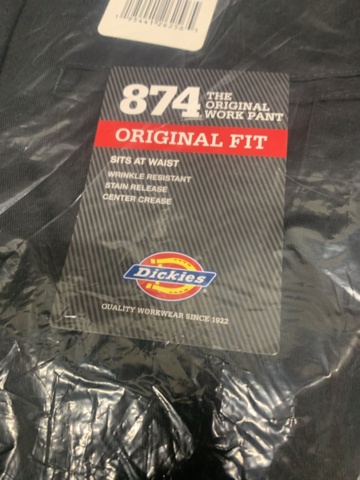 874 THE ORIGINAL WORK PANT
ORIGINAL FIT
SITS AT WAIST
WRINKLE RESISTANT
STAIN RELEASE
CENTER CREASE
Dickies
QUALITY WORKWEAR SINCE 1922